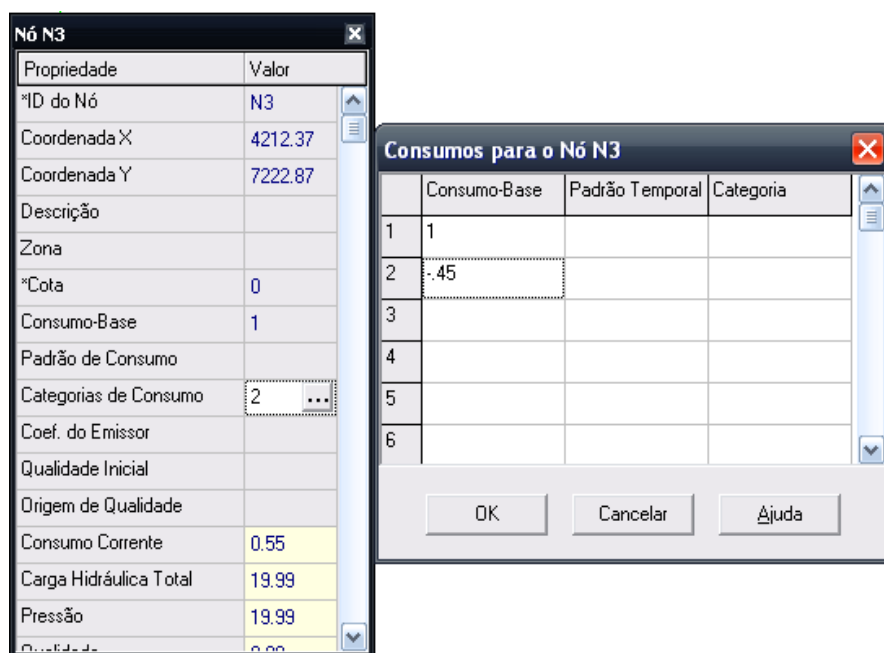 Nó N3
Propriedade Valor
*ID do Nó N3
Coordenada X 4212.37
Coordenada Y 7222.87
Descrição
Zona
*Cota 0
Consumo-Base 1
Padrão de Consumo
Categorias de Consumo 2 ...
Coef. do Emissor
Qualidade Inicial
Origem de Qualidade
Consumo Corrente 0.55
Carga Hidráulica Total 19.99
Pressão 19.99
Consumos para o Nó N3
Consumo-Base Padrão Temporal Categoria
1 1
2 -.45
3
4
5
6
OK Cancelar Ajuda